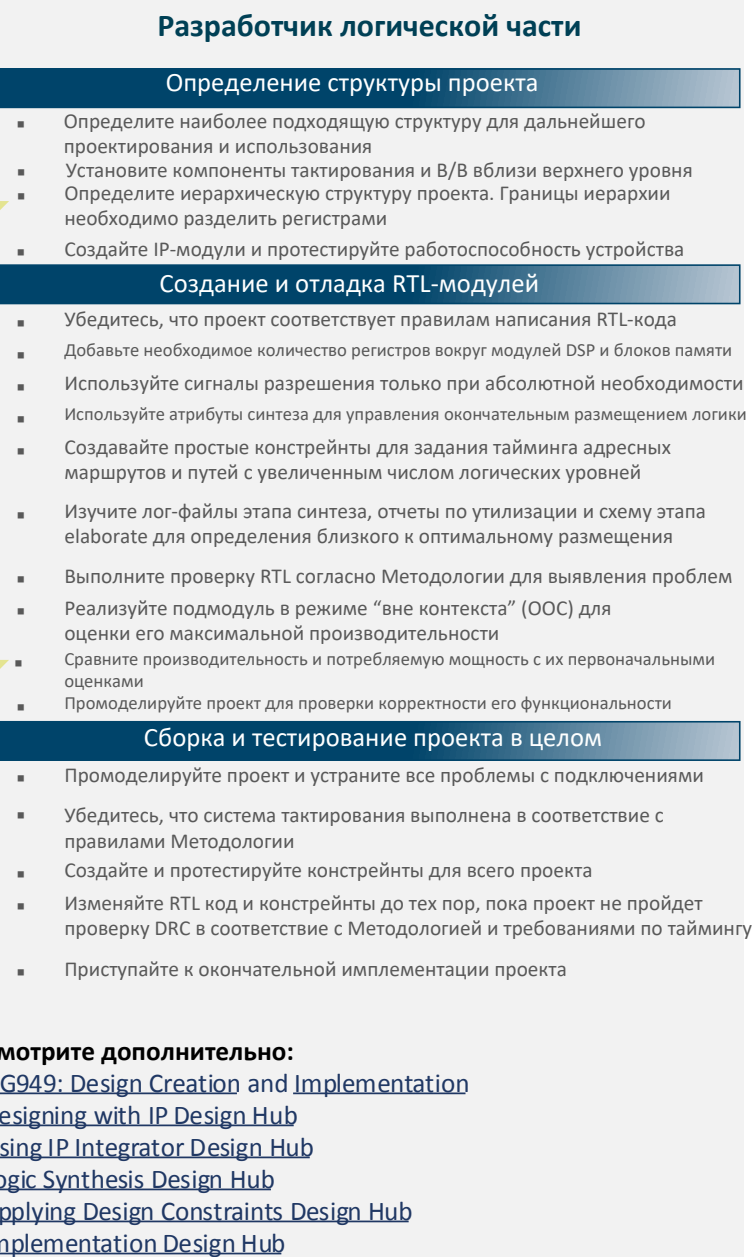 Разработчик логической части
Определение структуры проекта
▪ Определите наиболее подходящую структуру для дальнейшего
проектирования и использования
▪ Установите компоненты тактирования и В/В вблизи верхнего уровня
▪ Определите иерархическую структуру проекта. Границы иерархии
необходимо разделить регистрами
▪ Создайте IP-модули и протестируйте работоспособность устройства
Создание и отладка RTL-модулей
▪ Убедитесь, что проект соответствует правилам написания RTL-кода
▪ Добавьте необходимое количество регистров вокруг модулей DSP и блоков памяти
▪ Используйте сигналы разрешения только при абсолютной необходимости
▪ Используйте атрибуты синтеза для управления окончательным размещением логики
▪ Создавайте простые констрейнты для задания тайминга адресных
маршрутов и путей с увеличенным числом логических уровней
▪ Изучите лог-файлы этапа синтеза, отчеты по утилизации и схему этапа
elaborate для определения близкого к оптимальному размещения
▪ Выполните проверку RTL согласно Методологии для выявления проблем
▪ Реализуйте подмодуль в режиме “вне контекста” (OOC) для
оценки его максимальной производительности
▪ Сравните производительность и потребляемую мощность с их первоначальными
оценками
▪ Промоделируйте проект для проверки корректности его функциональности
Сборка и тестирование проекта в целом
▪ Промоделируйте проект и устраните все проблемы с подключениями
▪ Убедитесь, что система тактирования выполнена в соответствие с
правилами Методологии
▪ Создайте и протестируйте констрейнты для всего проекта
▪ Изменяйте RTL код и констрейнты до тех пор, пока проект не пройдет
проверку DRC в соответствие с Методологией и требованиями по таймингу
▪ Приступайте к окончательной имплементации проекта
мотрите дополнительно:
G949: Design Creation and Implementation
esigning with IP Design Hub
sing IP Integrator Design Hub
ogic Synthesis Design Hub
pplying Design Constraints Design Hub
mplementation Design Hub